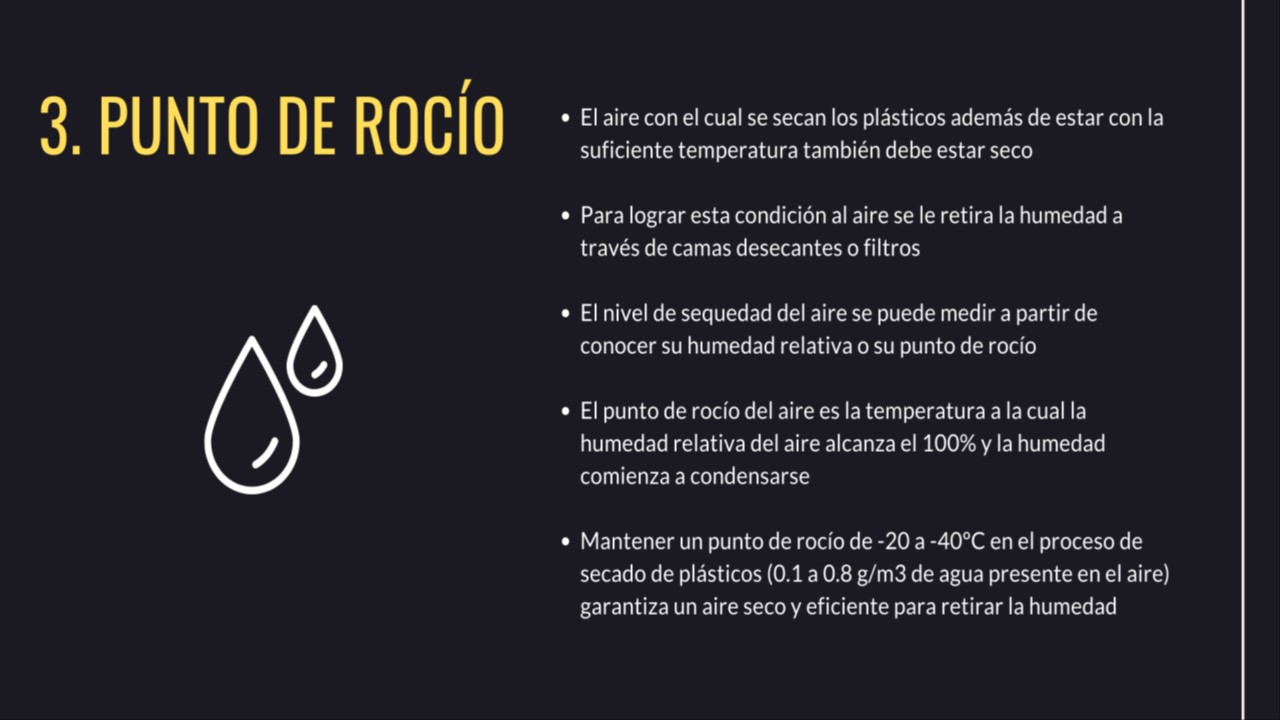 3. PUNTO DE ROCÍO
• El aire con el cual se secan los plásticos además de estar con la
suficiente temperatura también debe estar seco
• Para lograr esta condición al aire se le retira la humedad a
través de camas desecantes o filtros
• El nivel de sequedad del aire se puede medir a partir de
conocer su humedad relativa o su punto de rocío
• El punto de rocío del aire es la temperatura a la cual la
humedad relativa del aire alcanza el 100% y la humedad
comienza a condensarse
• Mantener un punto de rocío de -20 a -40°C en el proceso de
secado de plásticos (0.1 a 0.8 g/m3 de agua presente en el aire)
garantiza un aire seco y eficiente para retirar la humedad